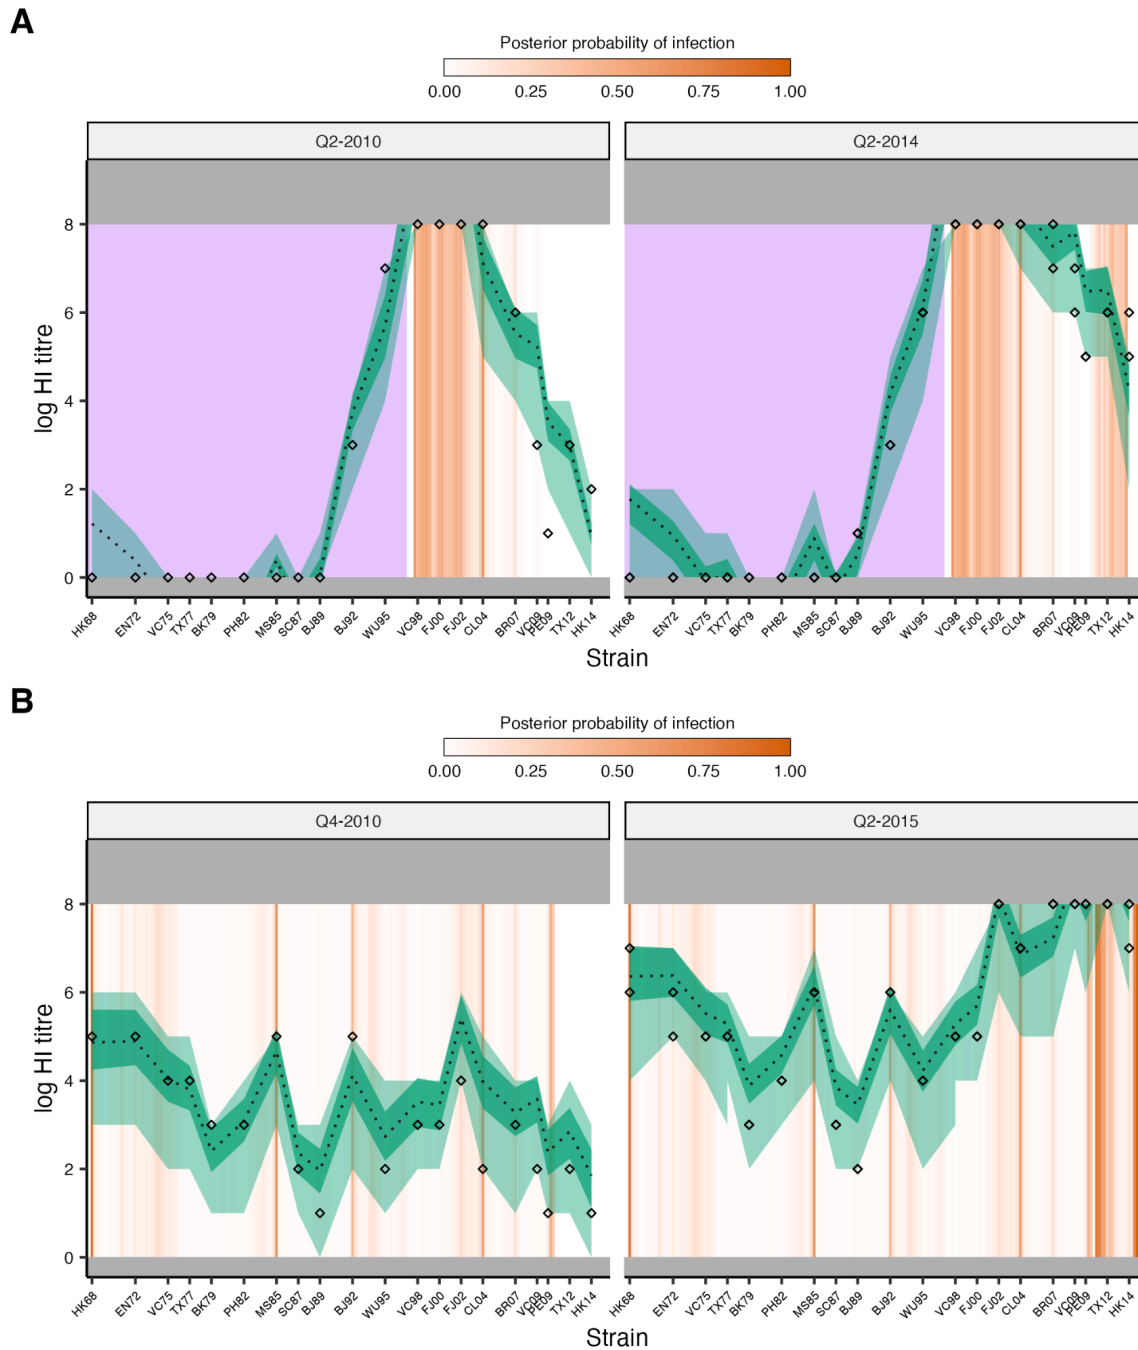 A
Posterior probability of infection
0.00 0.25 0.50 0.75 1.00
Q2-2010 Q2-2014
log HI titre
8
6
4
2
0
HK68 EN72 VC75 TX77 BK79 PH82 MS85 SC87 BJ89 BJ92 WU95 VC98 FJ00 FJ02 CL04 BR07 VC09 PE09 TX12 HK14
HK68 EN72 VC75 TX77 BK79 PH82 MS85 SC87 BJ89 BJ92 WU95 VC98 FJ00 FJ02 CL04 BR07 VC09 PE09 TX12 HK14
Strain
B
Posterior probability of infection
0.00 0.25 0.50 0.75 1.00
Q4-2010 Q2-2015
log HI titre
8
6
4
2
0
HK68 EN72 VC75 TX77 BK79 PH82 MS85 SC87 BJ89 BJ92 WU95 VC98 FJ00 FJ02 CL04 BR07 VC09 PE09 TX12 HK14
HK68 EN72 VC75 TX77 BK79 PH82 MS85 SC87 BJ89 BJ92 WU95 VC98 FJ00 FJ02 CL04 BR07 VC09 PE09 TX12 HK14
Strain